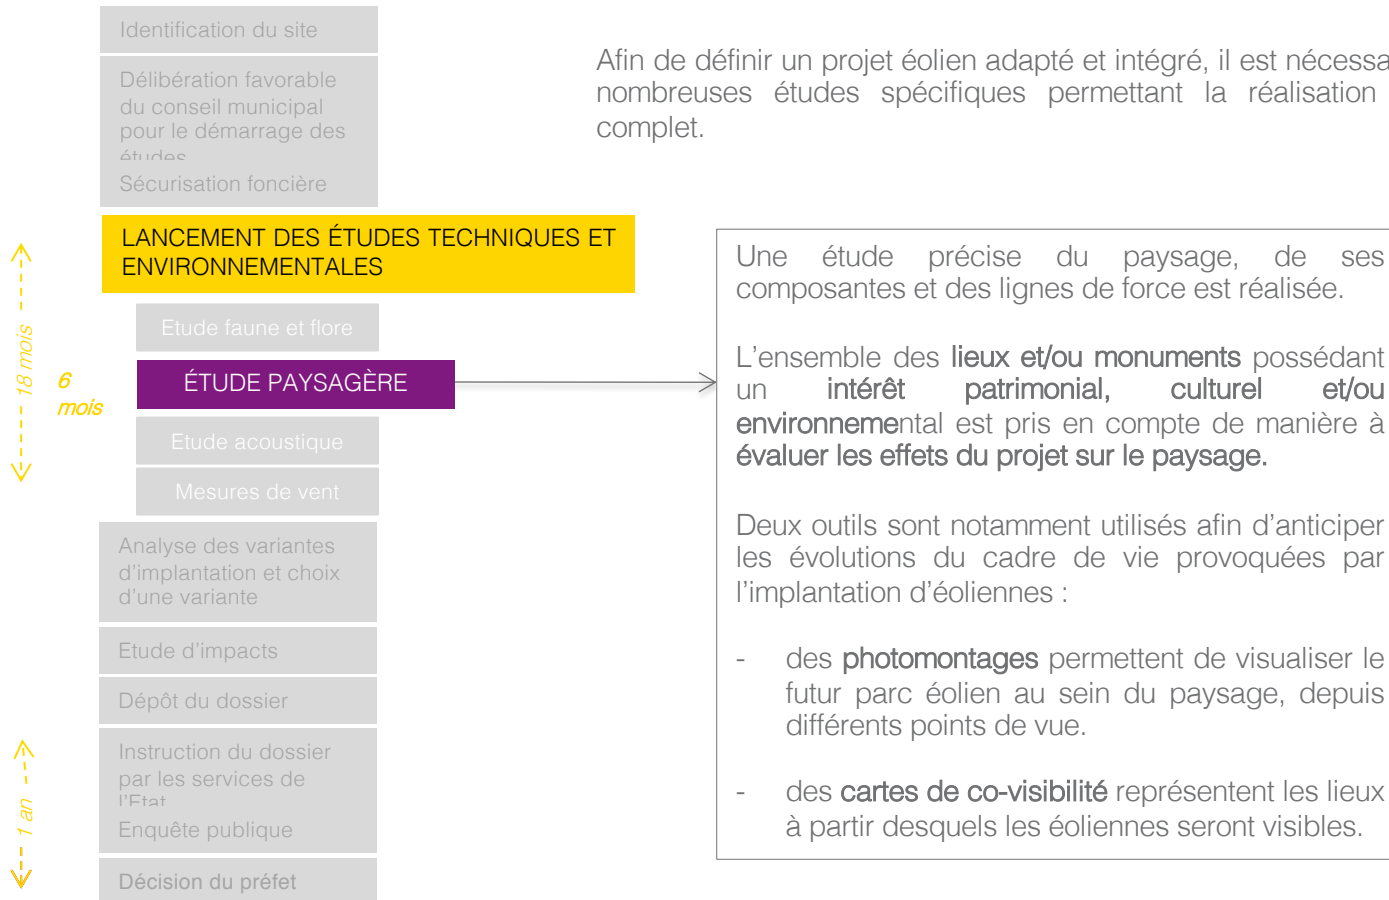 Identification du site
Délibération favorable
du conseil municipal
pour le démarrage des
études
Sécurisation foncière
Afin de définir un projet éolien adapté et intégré, il est
nombreuses études spécifiques permettant la réalisation
complet.
LANCEMENT DES ÉTUDES TECHNIQUES ET
ENVIRONNEMENTALES
18 mois
6
mois
Etude faune et flore
ÉTUDE PAYSAGÈRE
Etude acoustique
Mesures de vent
Analyse des variantes
d'implantation et choix
d'une variante
Etude d'impacts
Dépôt du dossier
1 an
Instruction du dossier
par les services de
l'Etat
Enquête publique
Décision du préfet
Une étude précise du paysage, de ses
composantes et des lignes de force est réalisée.
L'ensemble des lieux et/ou monuments possédant
un intérêt patrimonial, culturel et/ou
environnemental est pris en compte de manière à
évaluer les effets du projet sur le paysage.
Deux outils sont notamment utilisés afin d'anticiper
les évolutions du cadre de vie provoquées par
l'implantation d'éoliennes :
- des photomontages permettent de visualiser le
futur parc éolien au sein du paysage, depuis
différents points de vue.
- des cartes de co-visibilité représentent les lieux
à partir desquels les éoliennes seront visibles.